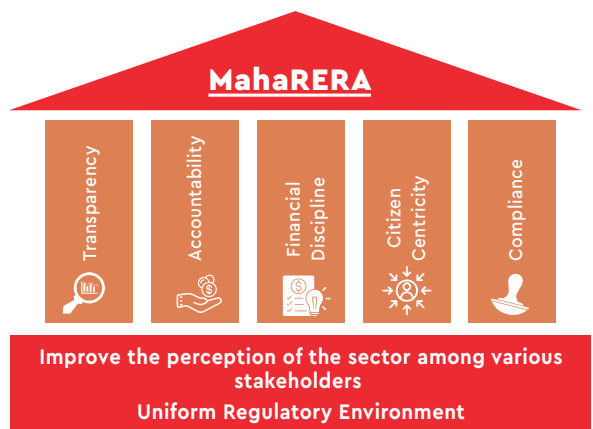 MahaRERA
Transparency
Accountability
Financial
Discipline
Citizen
Centricity
Compliance
Improve the perception of the sector among various
stakeholders
Uniform Regulatory Environment